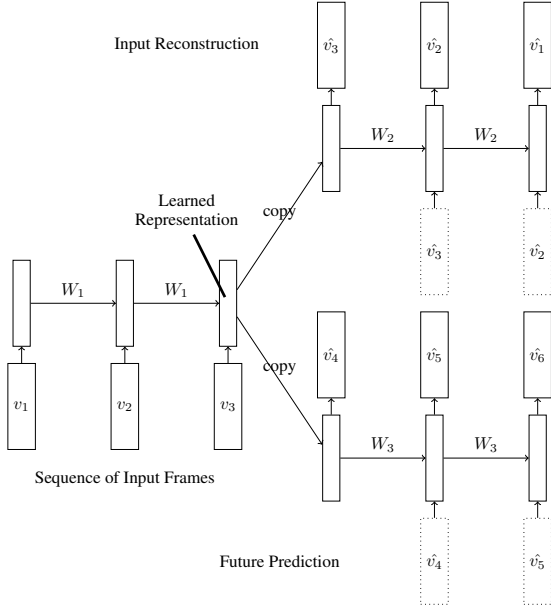 Input Reconstruction
v̂₃ v̂₂ v̂₁
W₂ W₂
v̂₃ v̂₂
Learned
Representation
copy
W₁ W₁
v₁ v₂ v₃
Sequence of Input Frames
copy
v̂₄ v̂₅ v̂₆
W₃ W₃
v̂₄ v̂₅
Future Prediction